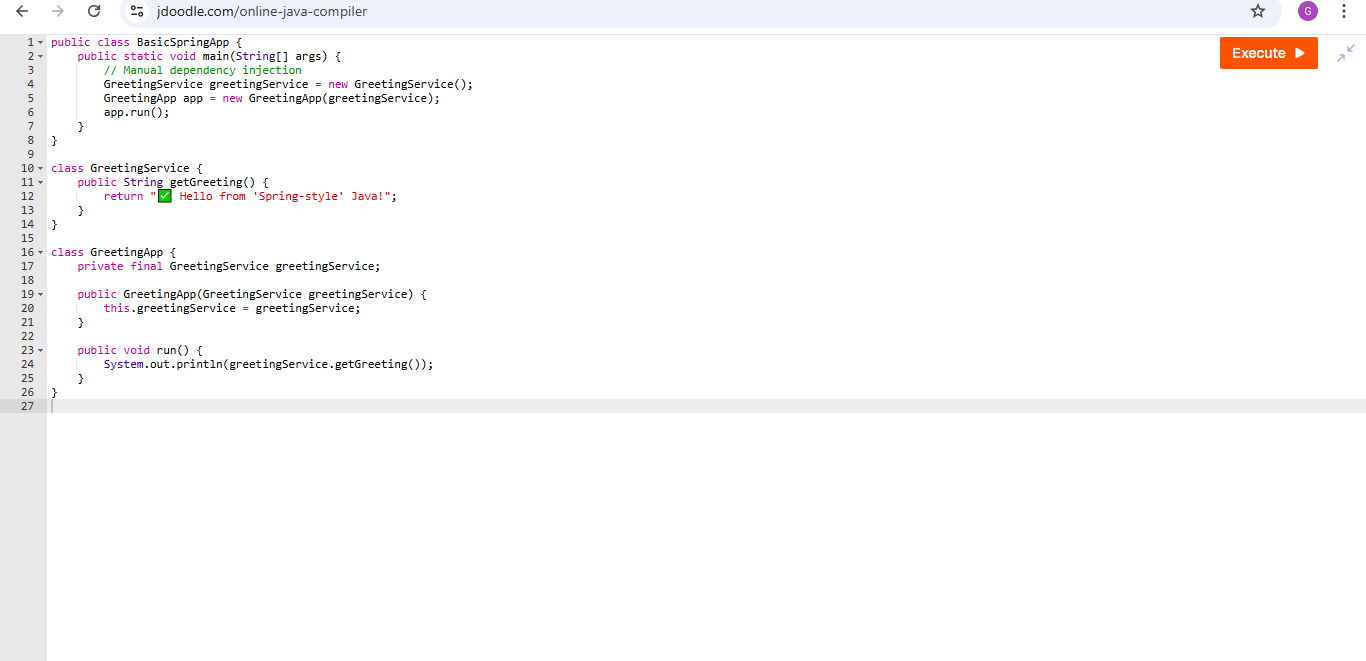 jdoodle.com/online-java-compiler
G
Execute
1 public class BasicSpringApp {
2     public static void main(String[] args) {
3         // Manual dependency injection
4         GreetingService greetingService = new GreetingService();
5         GreetingApp app = new GreetingApp(greetingService);
6         app.run();
7     }
8 }
9
10 class GreetingService {
11     public String getGreeting() {
12         return "✅ Hello from 'Spring-style' Java!";
13     }
14 }
15
16 class GreetingApp {
17     private final GreetingService greetingService;
18
19     public GreetingApp(GreetingService greetingService) {
20         this.greetingService = greetingService;
21     }
22
23     public void run() {
24         System.out.println(greetingService.getGreeting());
25     }
26 }
27